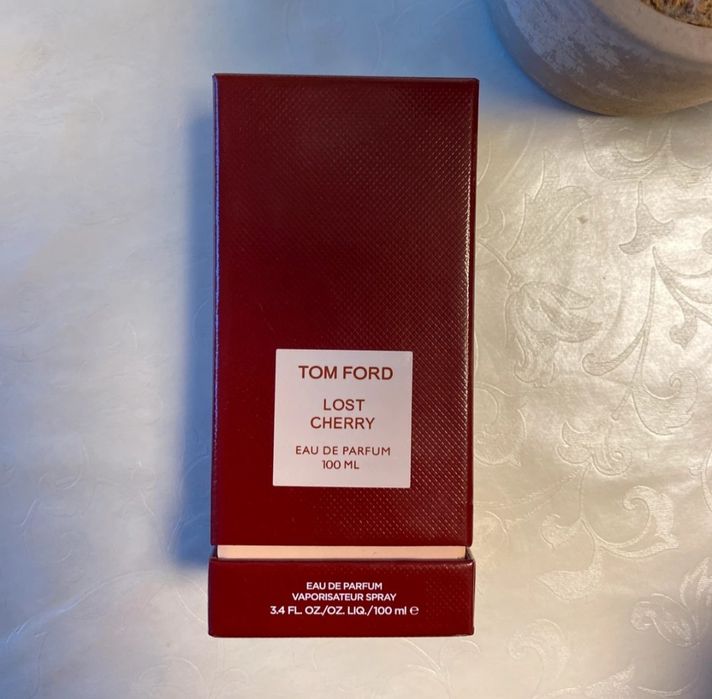 TOM FORD
LOST
CHERRY
EAU DE PARFUM
100 ML
EAU DE PARFUM
VAPORISATEUR SPRAY
3.4 FL. OZ./OZ. LIQ./100 ml ℮